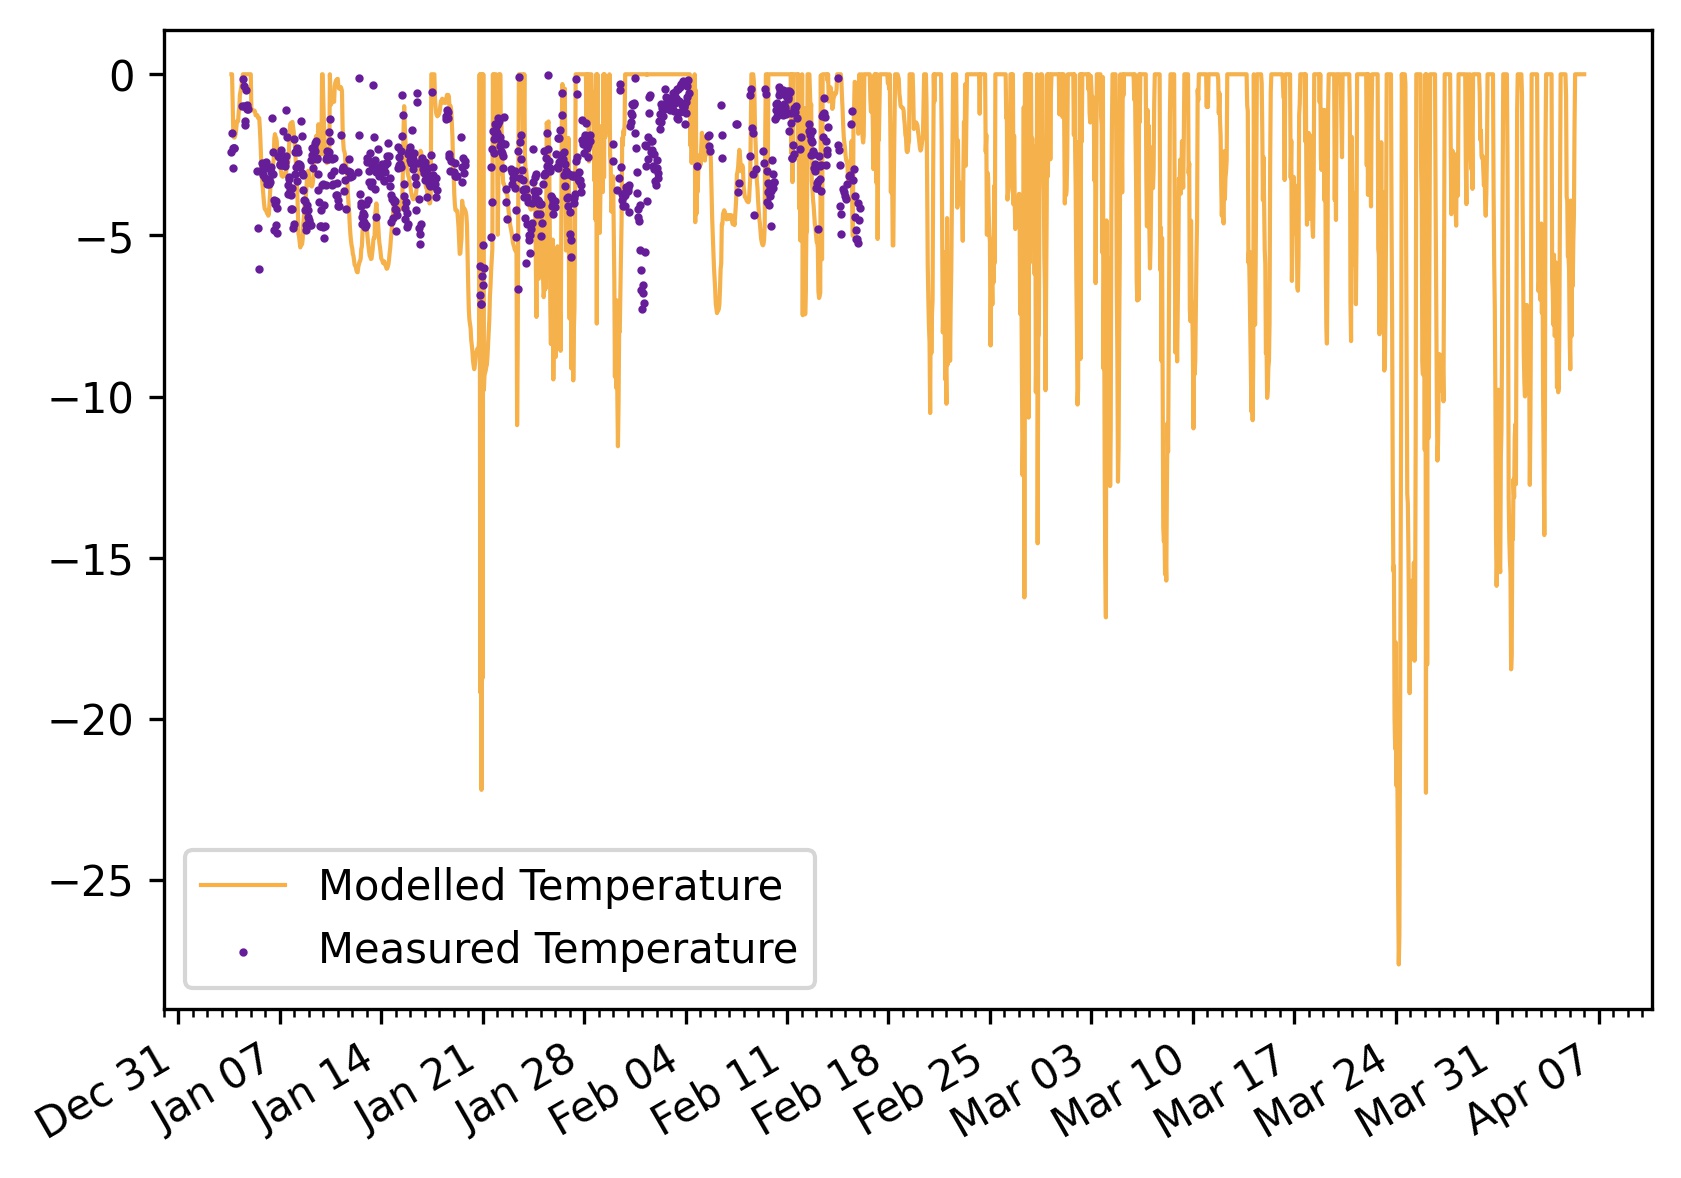 0
−5
−10
−15
−20
−25
Modelled Temperature
Measured Temperature
Dec 31
Jan 07
Jan 14
Jan 21
Jan 28
Feb 04
Feb 11
Feb 18
Feb 25
Mar 03
Mar 10
Mar 17
Mar 24
Mar 31
Apr 07